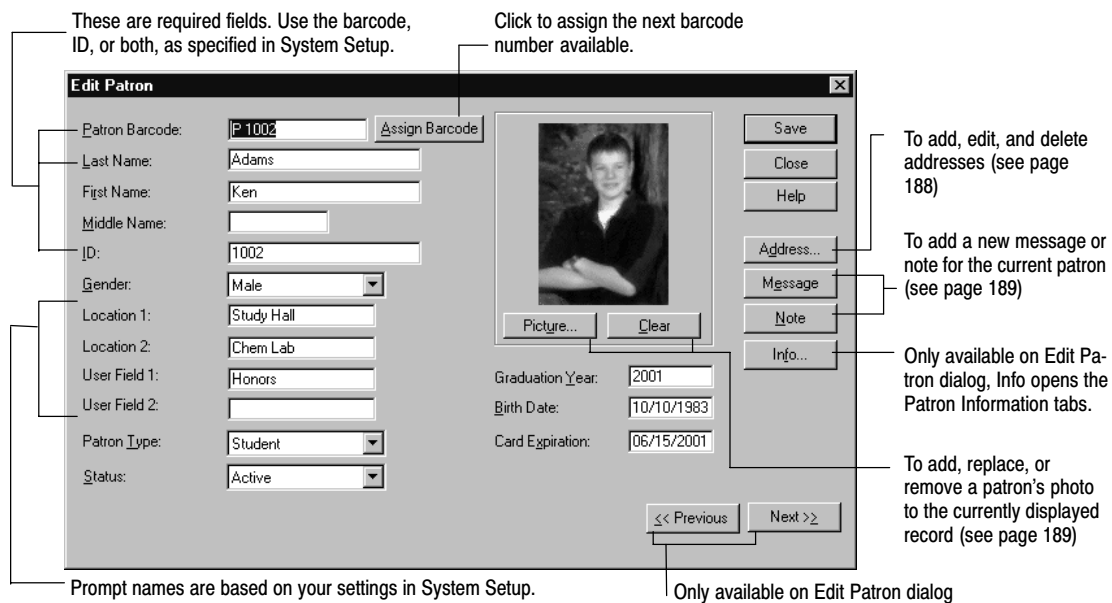 These are required fields. Use the barcode,
ID, or both, as specified in System Setup.
Click to assign the next barcode
number available.
Edit Patron
Patron Barcode:
P 1002
Assign Barcode
Last Name:
Adams
First Name:
Ken
Middle Name:
ID:
1002
Gender:
Male
Location 1:
Study Hall
Location 2:
Chem Lab
User Field 1:
Honors
User Field 2:
Patron Type:
Student
Status:
Active
Picture...
Clear
Graduation Year:
2001
Birth Date:
10/10/1983
Card Expiration:
06/15/2001
Save
Close
Help
Address...
Message
Note
Info...
<< Previous
Next >>
To add, edit, and delete
addresses (see page
188)
To add a new message or
note for the current patron
(see page 189)
Only available on Edit Pa-
tron dialog, Info opens the
Patron Information tabs.
To add, replace, or
remove a patron's photo
to the currently displayed
record (see page 189)
Prompt names are based on your settings in System Setup.
Only available on Edit Patron dialog